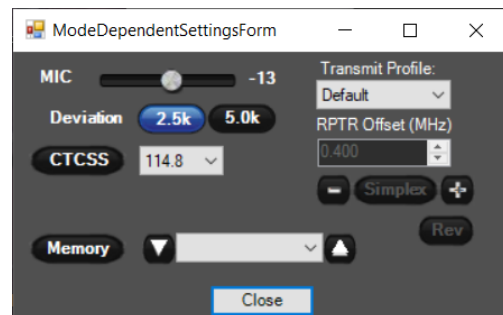 ModeDependentSettingsForm
MIC -13
Transmit Profile:
Default
Deviation 2.5k 5.0k
RPTR Offset (MHz)
0.400
CTCSS 114.8
- Simplex +
Rev
Memory
Close